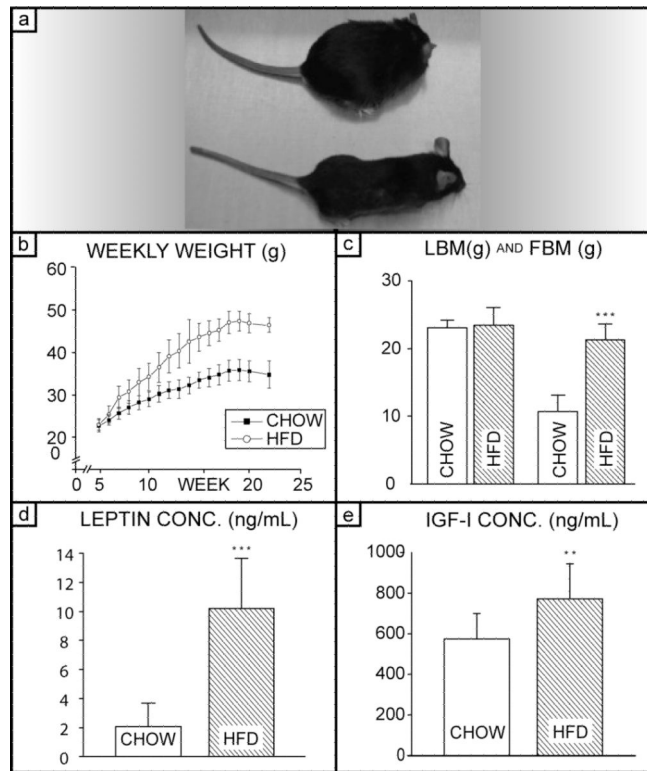 a
b
WEEKLY WEIGHT (g)
60
50
40
30
20
0
0
5
10
WEEK
20
25
CHOW
HFD
c
LBM(g) AND FBM (g)
30
20
10
0
CHOW
HFD
CHOW
HFD
***
d
LEPTIN CONC. (ng/mL)
14
12
10
8
6
4
2
0
CHOW
HFD
***
e
IGF-I CONC. (ng/mL)
1000
800
600
400
200
0
CHOW
HFD
**